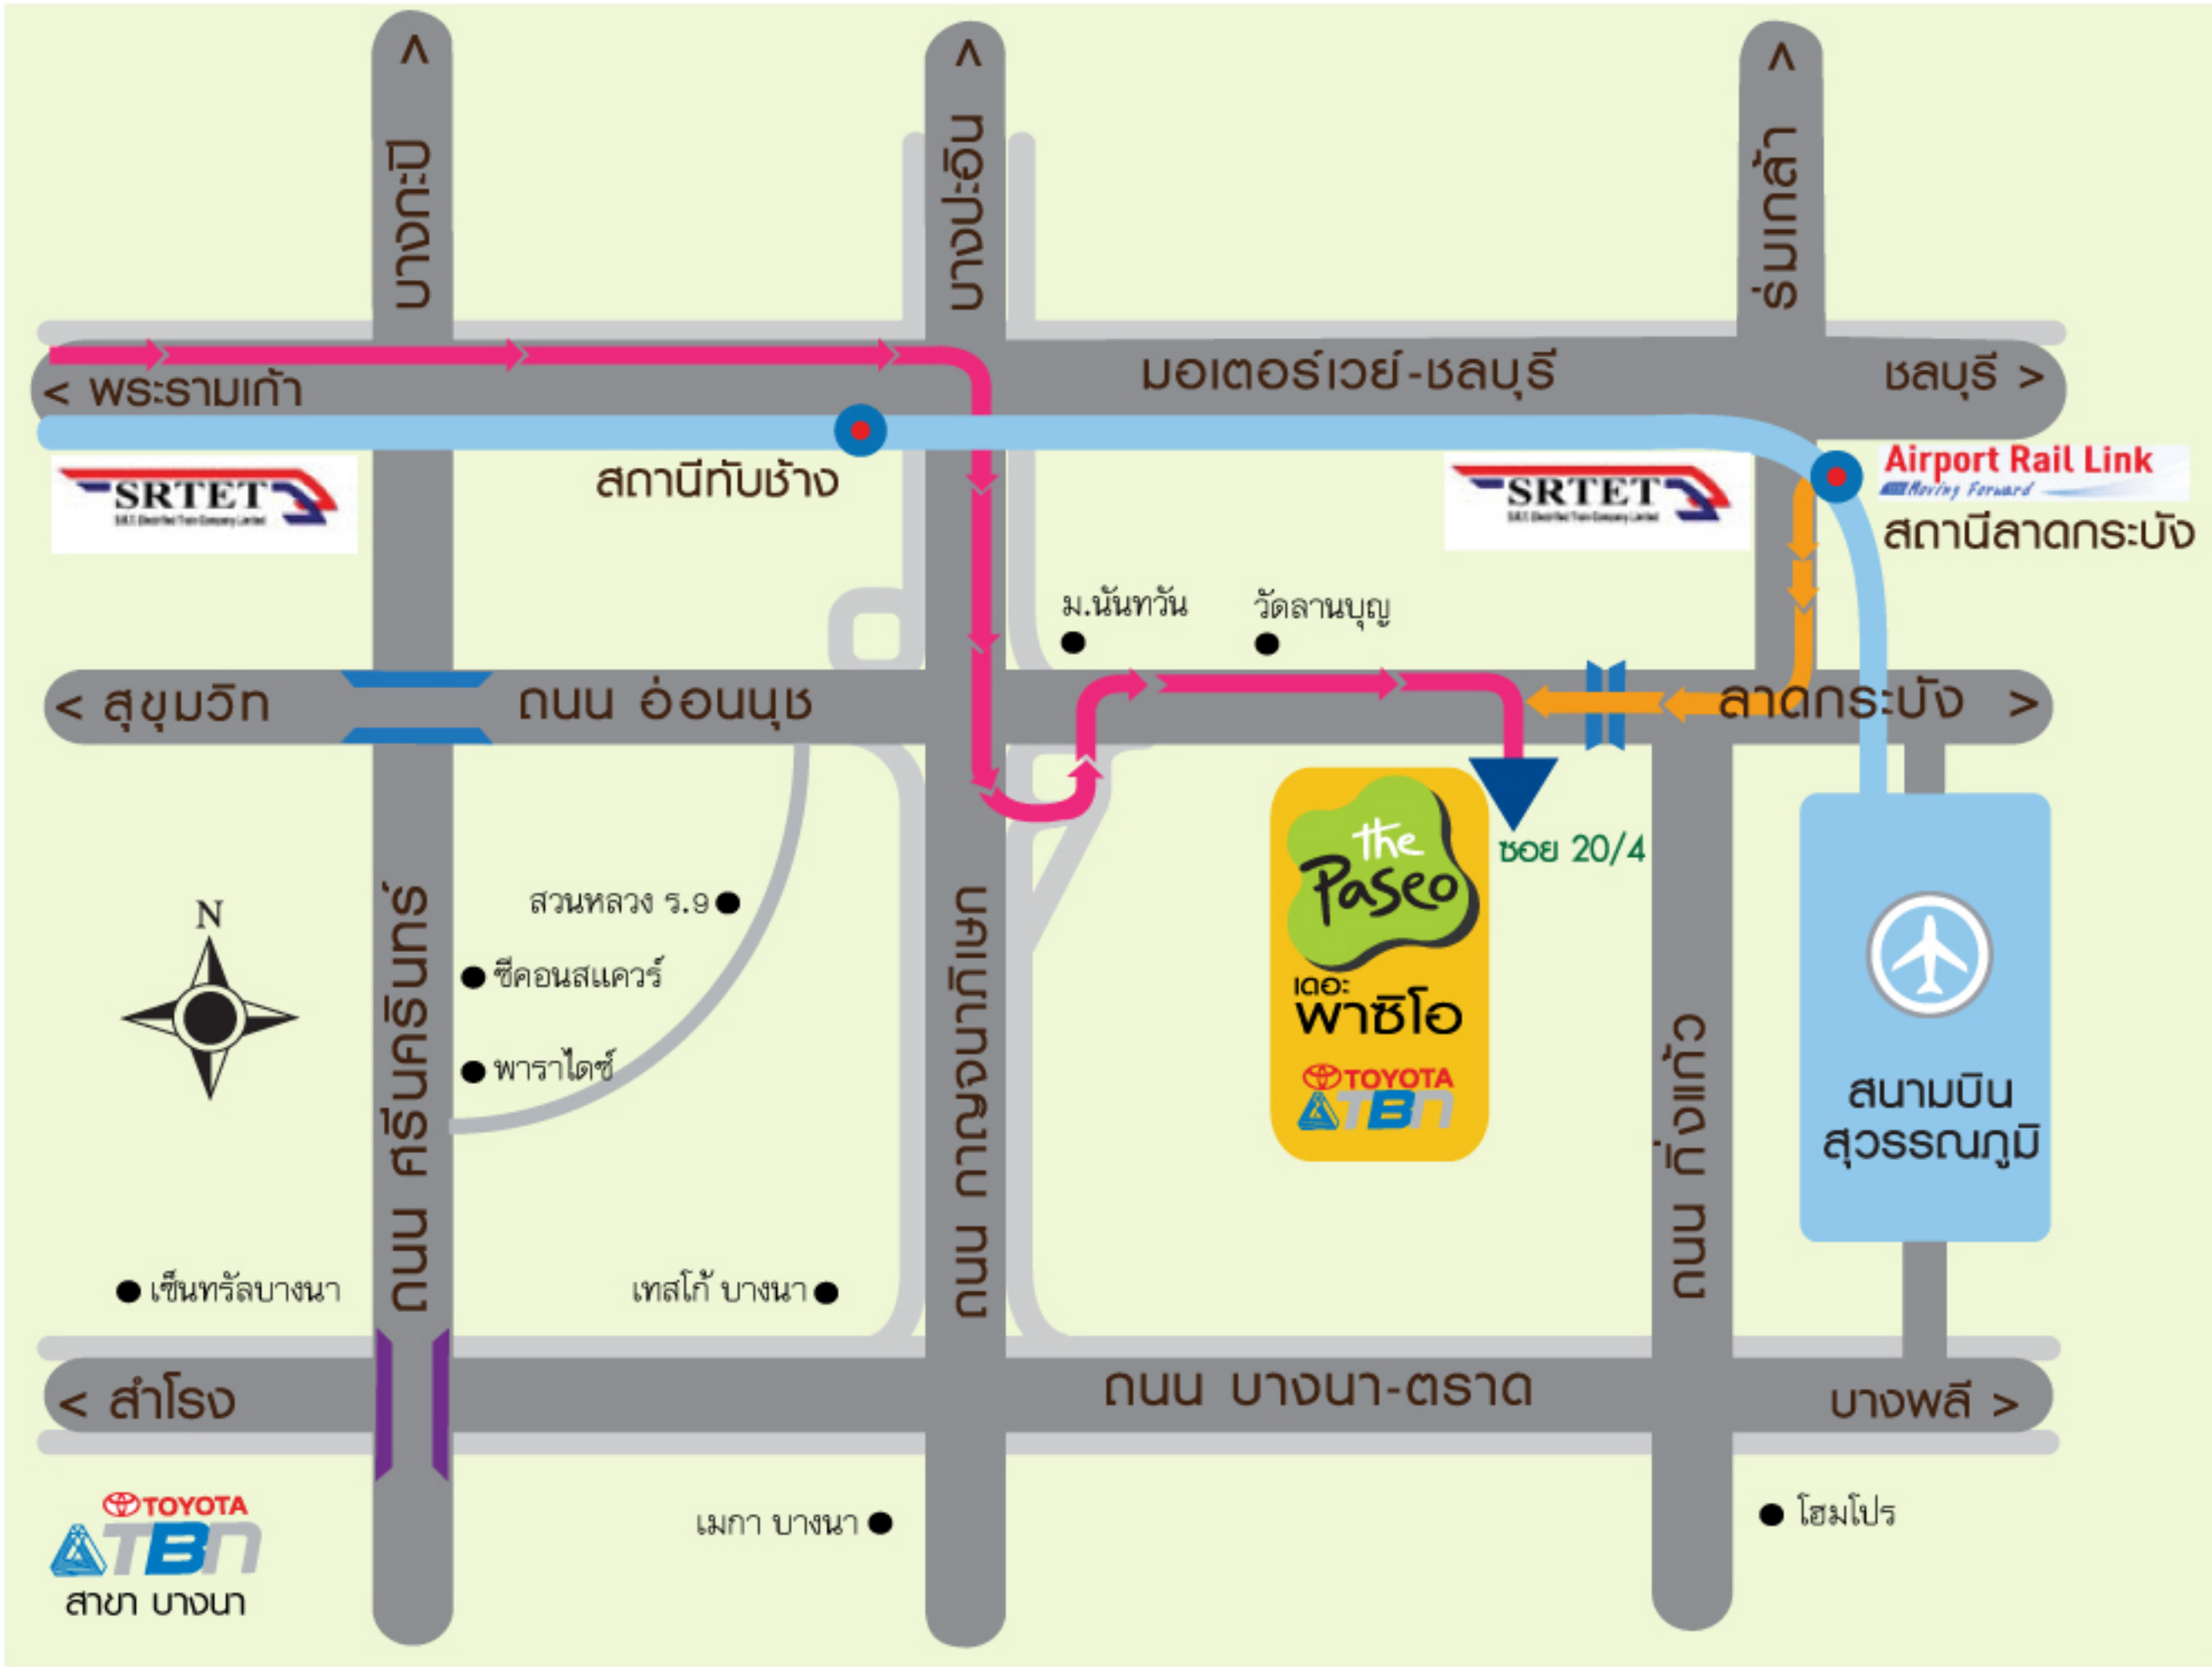 ^
^
^
บางกะปิ
บางปะอิน
ร่มเกล้า
< พระรามเก้า
มอเตอร์เวย์-ชลบุรี
ชลบุรี >
SRTET
S.R.T. Electrified Train Company Limited
สถานีทับช้าง
SRTET
S.R.T. Electrified Train Company Limited
Airport Rail Link
Moving Forward
สถานีลาดกระบัง
ม.นันทวัน
วัดลานบุญ
< สุขุมวิท
ถนน อ่อนนุช
ลาดกระบัง >
the
Paseo
เดอะ
พาซิโอ
TOYOTA
TBN
ซอย 20/4
N
สวนหลวง ร.9
ซีคอนสแควร์
พาราไดซ์
ถนน ศรีนครินทร์
ถนน กาญจนาภิเษก
ถนน กิ่งแก้ว
สนามบิน
สุวรรณภูมิ
เซ็นทรัลบางนา
เทสโก้ บางนา
< สำโรง
ถนน บางนา-ตราด
บางพลี >
TOYOTA
TBN
สาขา บางนา
เมกา บางนา
โฮมโปร